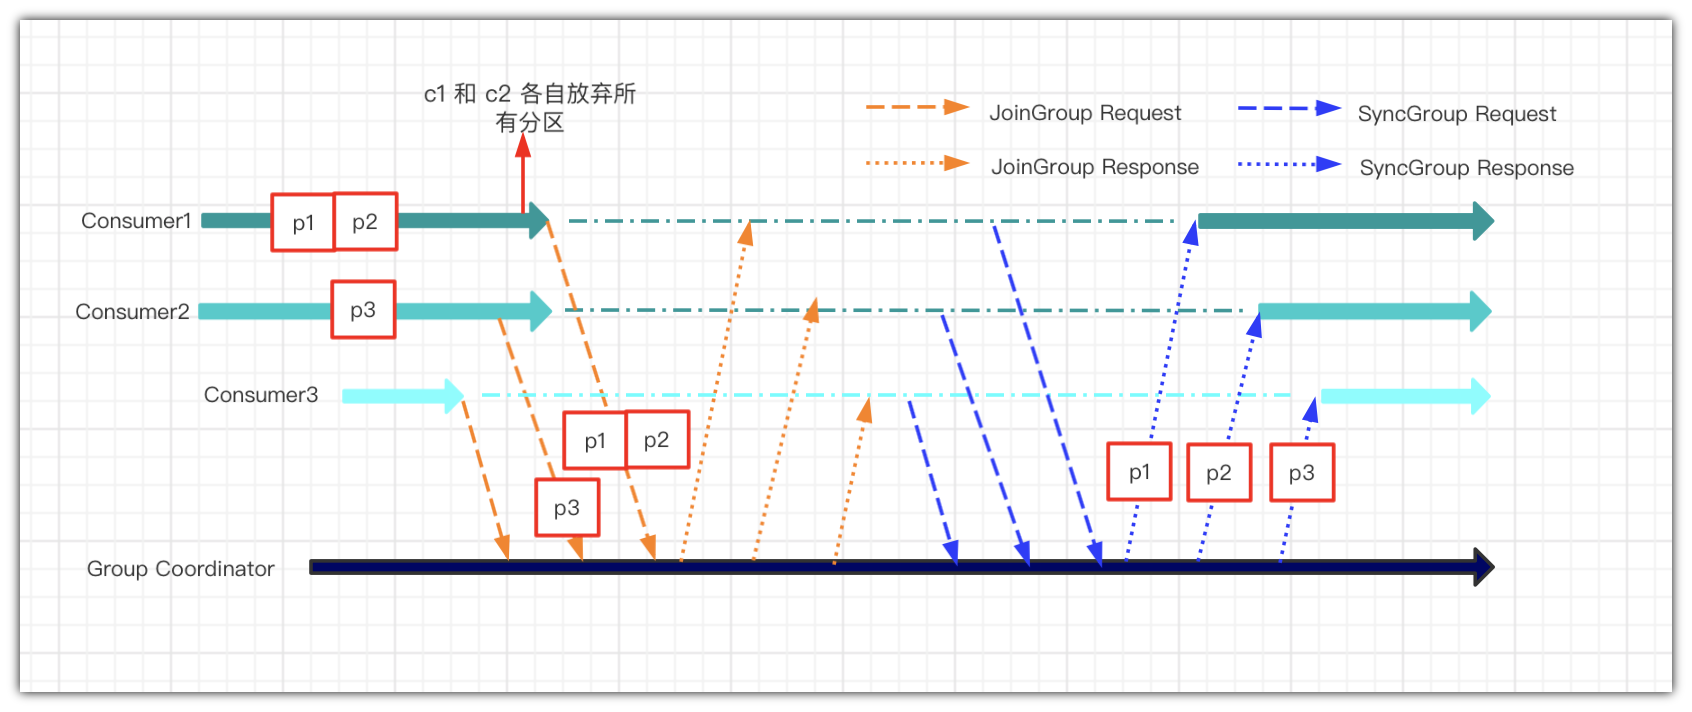 c1 和 c2 各自放弃所
有分区
JoinGroup Request
SyncGroup Request
JoinGroup Response
SyncGroup Response
Consumer1
p1
p2
Consumer2
p3
Consumer3
p1
p2
p3
p1
p2
p3
Group Coordinator